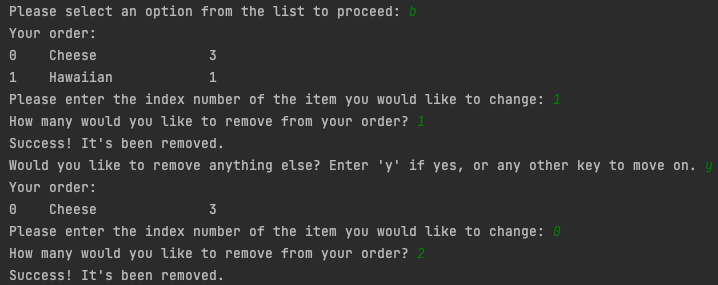 Please select an option from the list to proceed: b
Your order:
0    Cheese              3
1    Hawaiian            1
Please enter the index number of the item you would like to change: 1
How many would you like to remove from your order? 1
Success! It's been removed.
Would you like to remove anything else? Enter 'y' if yes, or any other key to move on. y
Your order:
0    Cheese              3
Please enter the index number of the item you would like to change: 0
How many would you like to remove from your order? 2
Success! It's been removed.